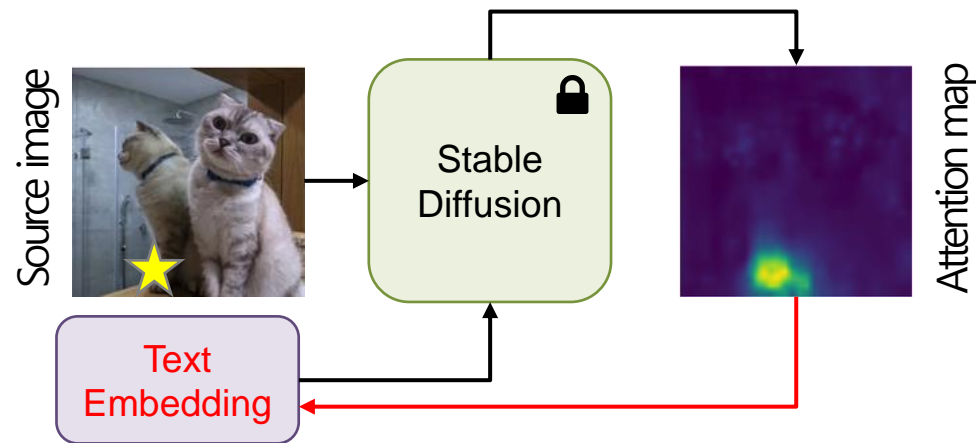 Source image
Stable
Diffusion
Attention map
Text
Embedding